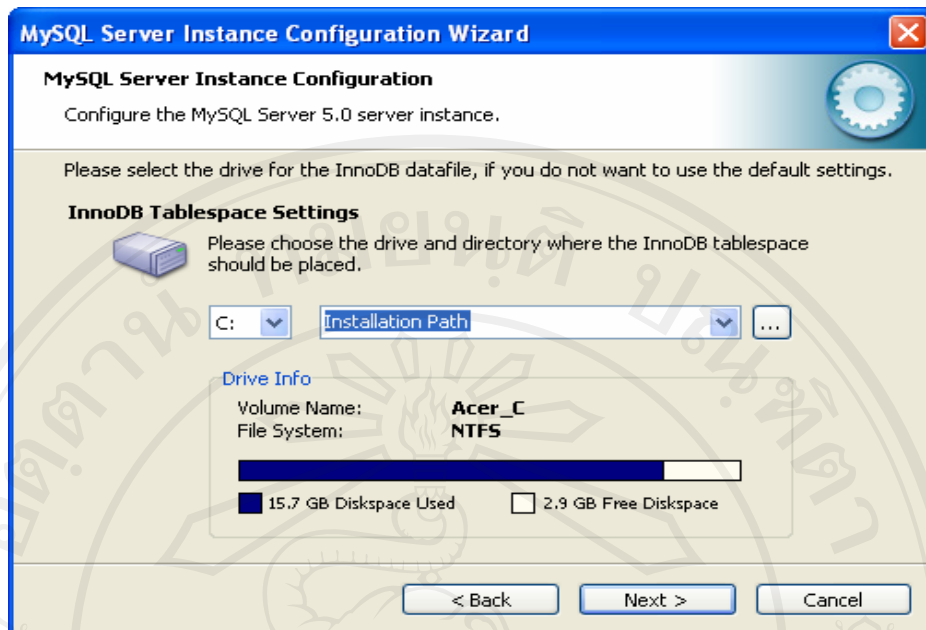 MySQL Server Instance Configuration Wizard
MySQL Server Instance Configuration
Configure the MySQL Server 5.0 server instance.
Please select the drive for the InnoDB datafile, if you do not want to use the default settings.
InnoDB Tablespace Settings
Please choose the drive and directory where the InnoDB tablespace
should be placed.
C: Installation Path ...
Drive Info
Volume Name: Acer_C
File System: NTFS
15.7 GB Diskspace Used 2.9 GB Free Diskspace
< Back Next > Cancel